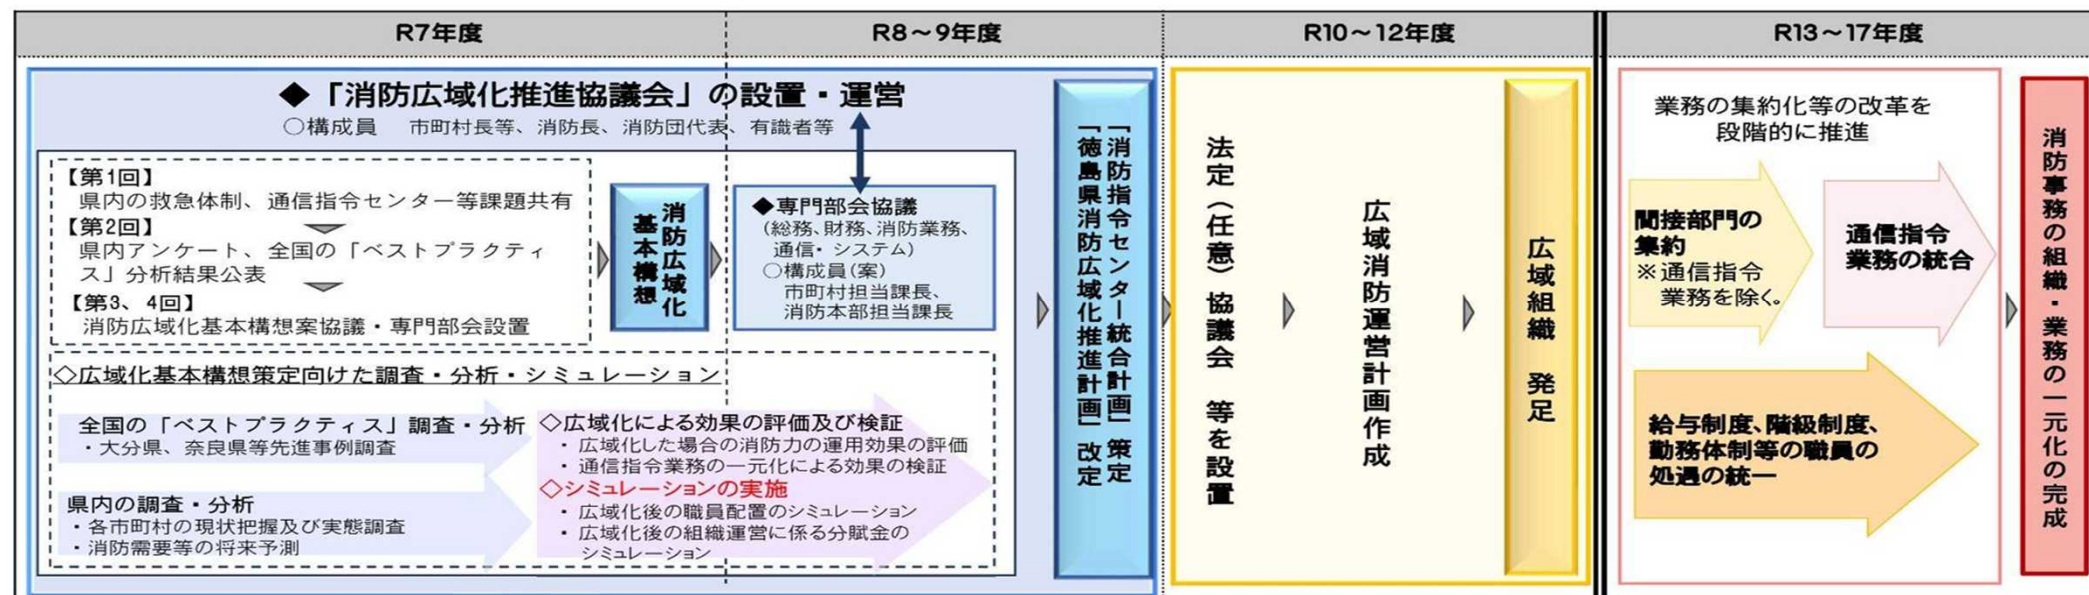 R7年度
R8～9年度
R10～12年度
R13～17年度
◆「消防広域化推進協議会」の設置・運営
○構成員　市町村長等、消防長、消防団代表、有識者等
【第1回】
県内の救急体制、通信指令センター等課題共有
【第2回】
県内アンケート、全国の「ベストプラクティ
ス」分析結果公表
【第3、4回】
消防広域化基本構想案協議・専門部会設置
消防広域化
基本構想
◆専門部会協議
（総務、財務、消防業務、
通信・システム）
○構成員（案）
市町村担当課長、
消防本部担当課長
◇広域化基本構想策定向けた調査・分析・シミュレーション
全国の「ベストプラクティス」調査・分析
・大分県、奈良県等先進事例調査
県内の調査・分析
・各市町村の現状把握及び実態調査
・消防需要等の将来予測
◇広域化による効果の評価及び検証
・広域化した場合の消防力の運用効果の評価
・通信指令業務の一元化による効果の検証
◇シミュレーションの実施
・広域化後の職員配置のシミュレーション
・広域化後の組織運営に係る分賦金の
シミュレーション
「消防指令センター統合計画」策定
「徳島県消防広域化推進計画」改定
法定（任意）協議会　等を設置
広域消防運営計画作成
広域組織　発足
業務の集約化等の改革を
段階的に推進
間接部門の
集約
※通信指令
業務を除く。
通信指令
業務の統合
給与制度、階級制度、
勤務体制等の職員の
処遇の統一
消防事務の組織・業務の一元化の完成